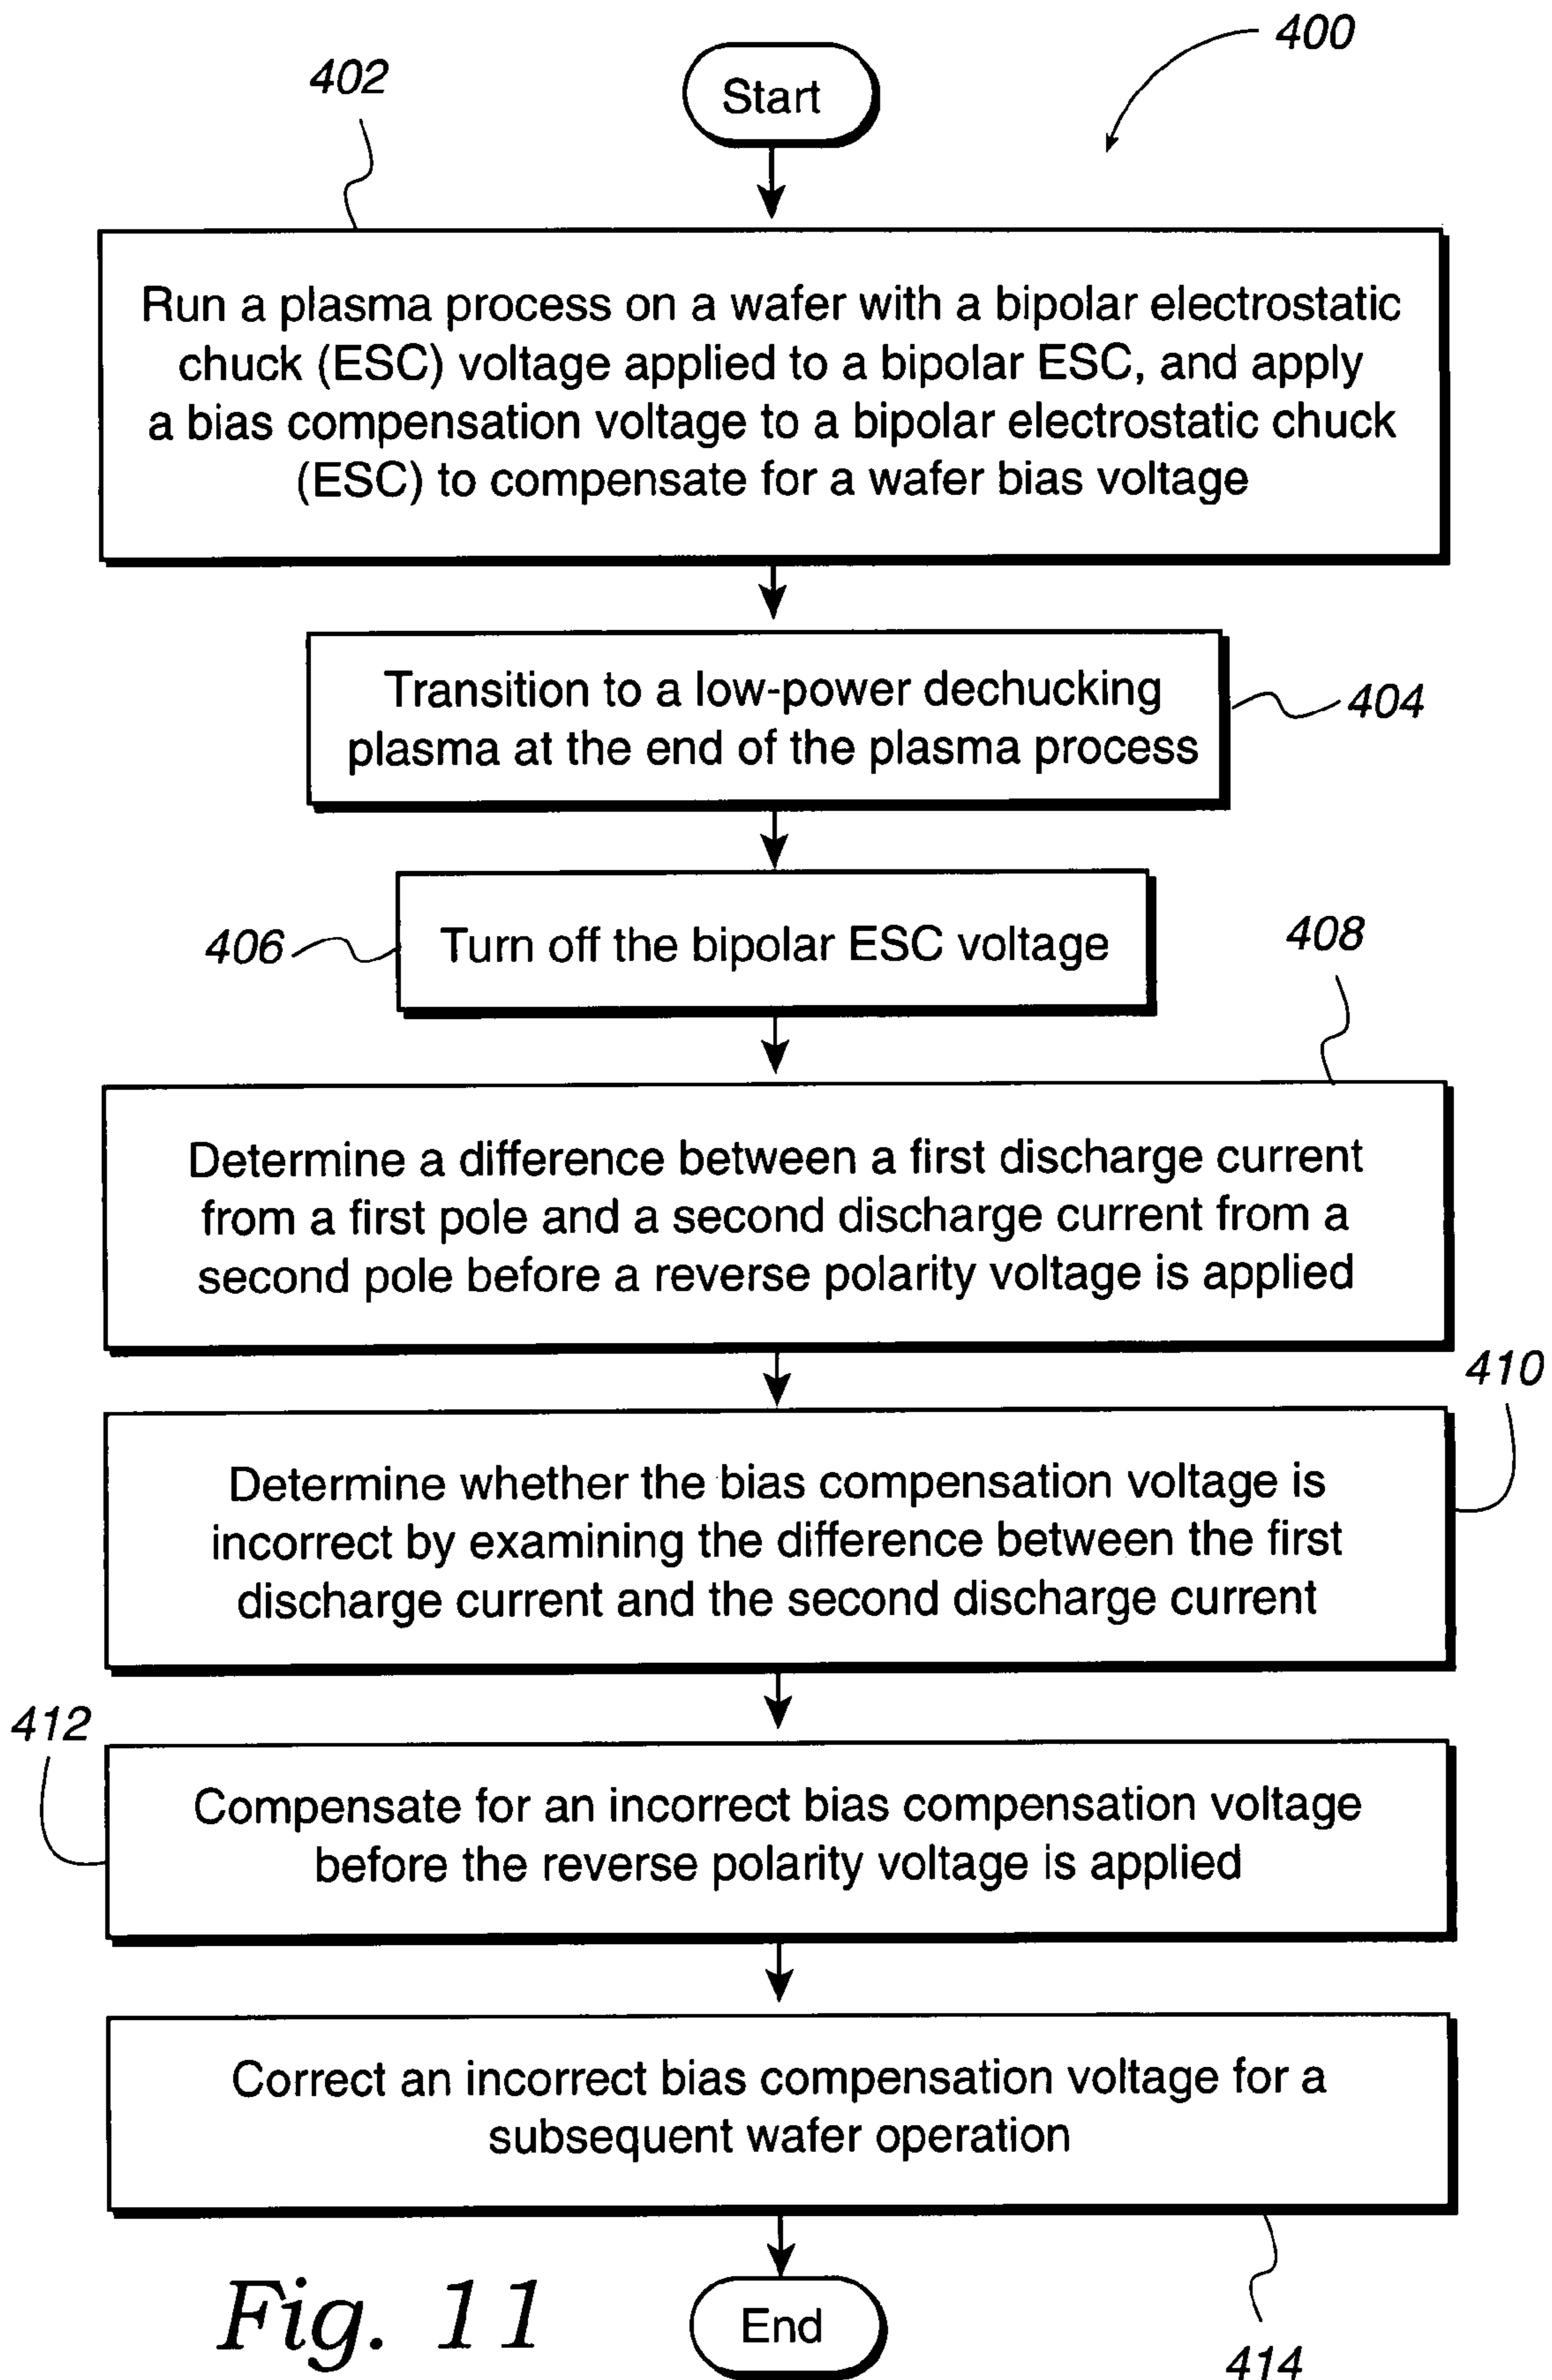 400
402
Start
Run a plasma process on a wafer with a bipolar electrostatic
chuck (ESC) voltage applied to a bipolar ESC, and apply
a bias compensation voltage to a bipolar electrostatic chuck
(ESC) to compensate for a wafer bias voltage
Transition to a low-power dechucking
plasma at the end of the plasma process
404
406
Turn off the bipolar ESC voltage
408
Determine a difference between a first discharge current
from a first pole and a second discharge current from a
second pole before a reverse polarity voltage is applied
410
Determine whether the bias compensation voltage is
incorrect by examining the difference between the first
discharge current and the second discharge current
412
Compensate for an incorrect bias compensation voltage
before the reverse polarity voltage is applied
Correct an incorrect bias compensation voltage for a
subsequent wafer operation
Fig. 11
End
414